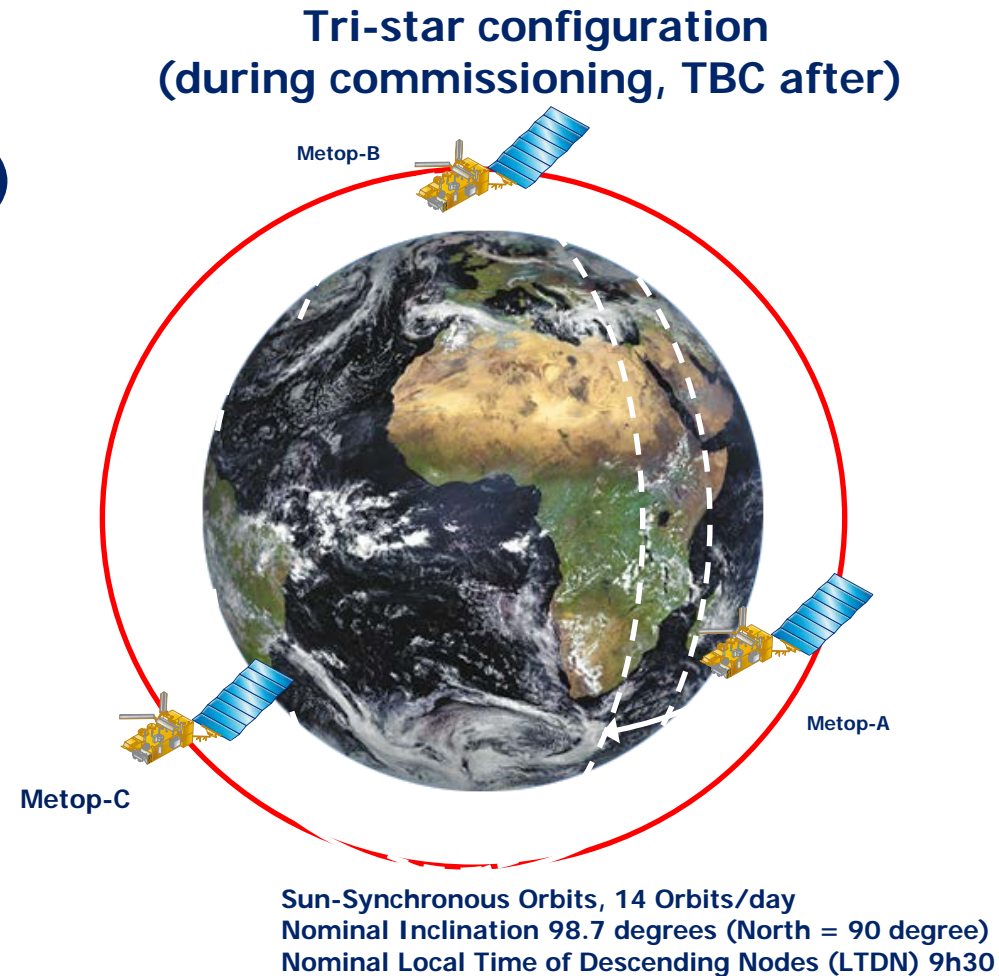 Tri-star configuration
(during commissioning, TBC after)
Metop-B
Metop-A
Metop-C
Sun-Synchronous Orbits, 14 Orbits/day
Nominal Inclination 98.7 degrees (North = 90 degree)
Nominal Local Time of Descending Nodes (LTDN) 9h30